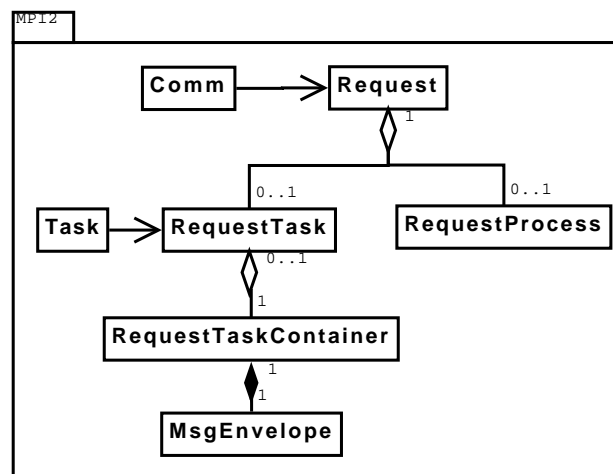 MPI2
Comm
Request
1
0..1
0..1
Task
RequestTask
RequestProcess
0..1
1
RequestTaskContainer
1
1
MsgEnvelope